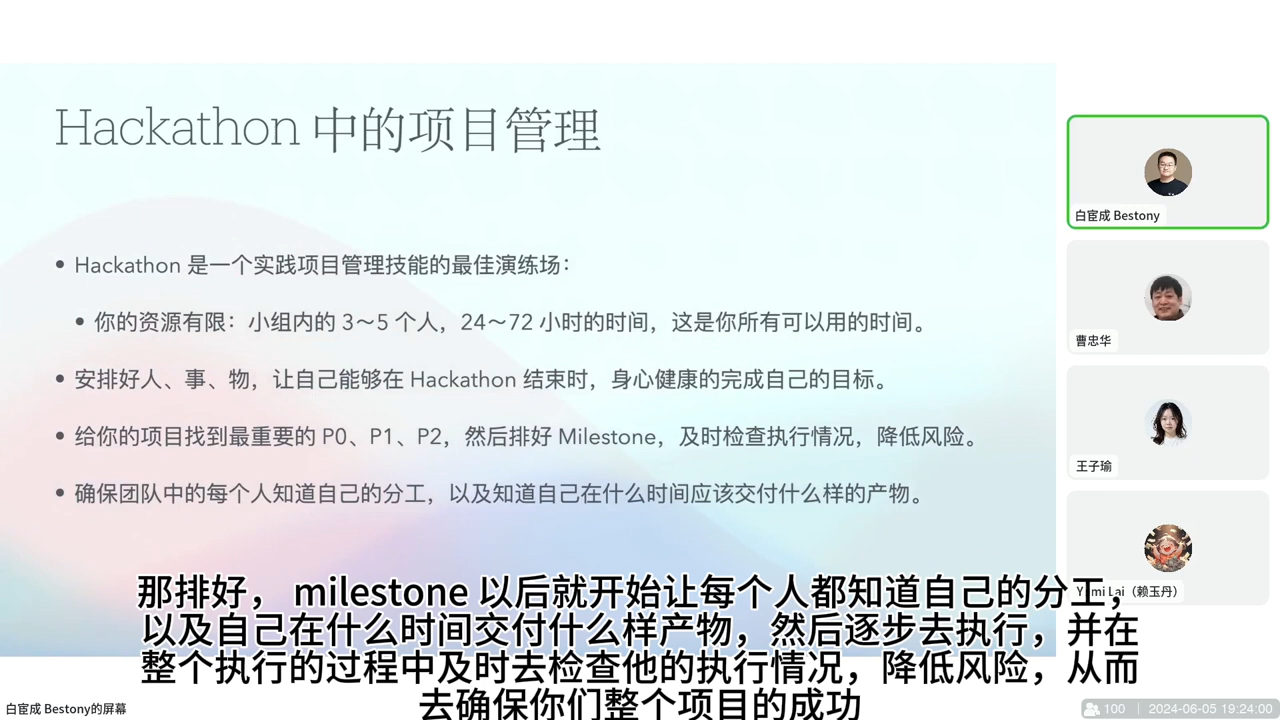 Hackathon 中的项目管理
• Hackathon 是一个实践项目管理技能的最佳演练场：
• 你的资源有限：小组内的 3～5 个人，24～72 小时的时间，这是你所有可以用的时间。
• 安排好人、事、物，让自己能够在 Hackathon 结束时，身心健康的完成自己的目标。
• 给你的项目找到最重要的 P0、P1、P2，然后排好 Milestone，及时检查执行情况，降低风险。
• 确保团队中的每个人知道自己的分工，以及知道自己在什么时间应该交付什么样的产物。
白宦成 Bestony
曹忠华
王子瑜
Yumi Lai（赖玉丹）
那排好， milestone 以后就开始让每个人都知道自己的分工，
以及自己在什么时间交付什么样产物，然后逐步去执行，并在
整个执行的过程中及时去检查他的执行情况，降低风险，从而
去确保你们整个项目的成功
白宦成 Bestony的屏幕
100 | 2024-06-05 19:24:00